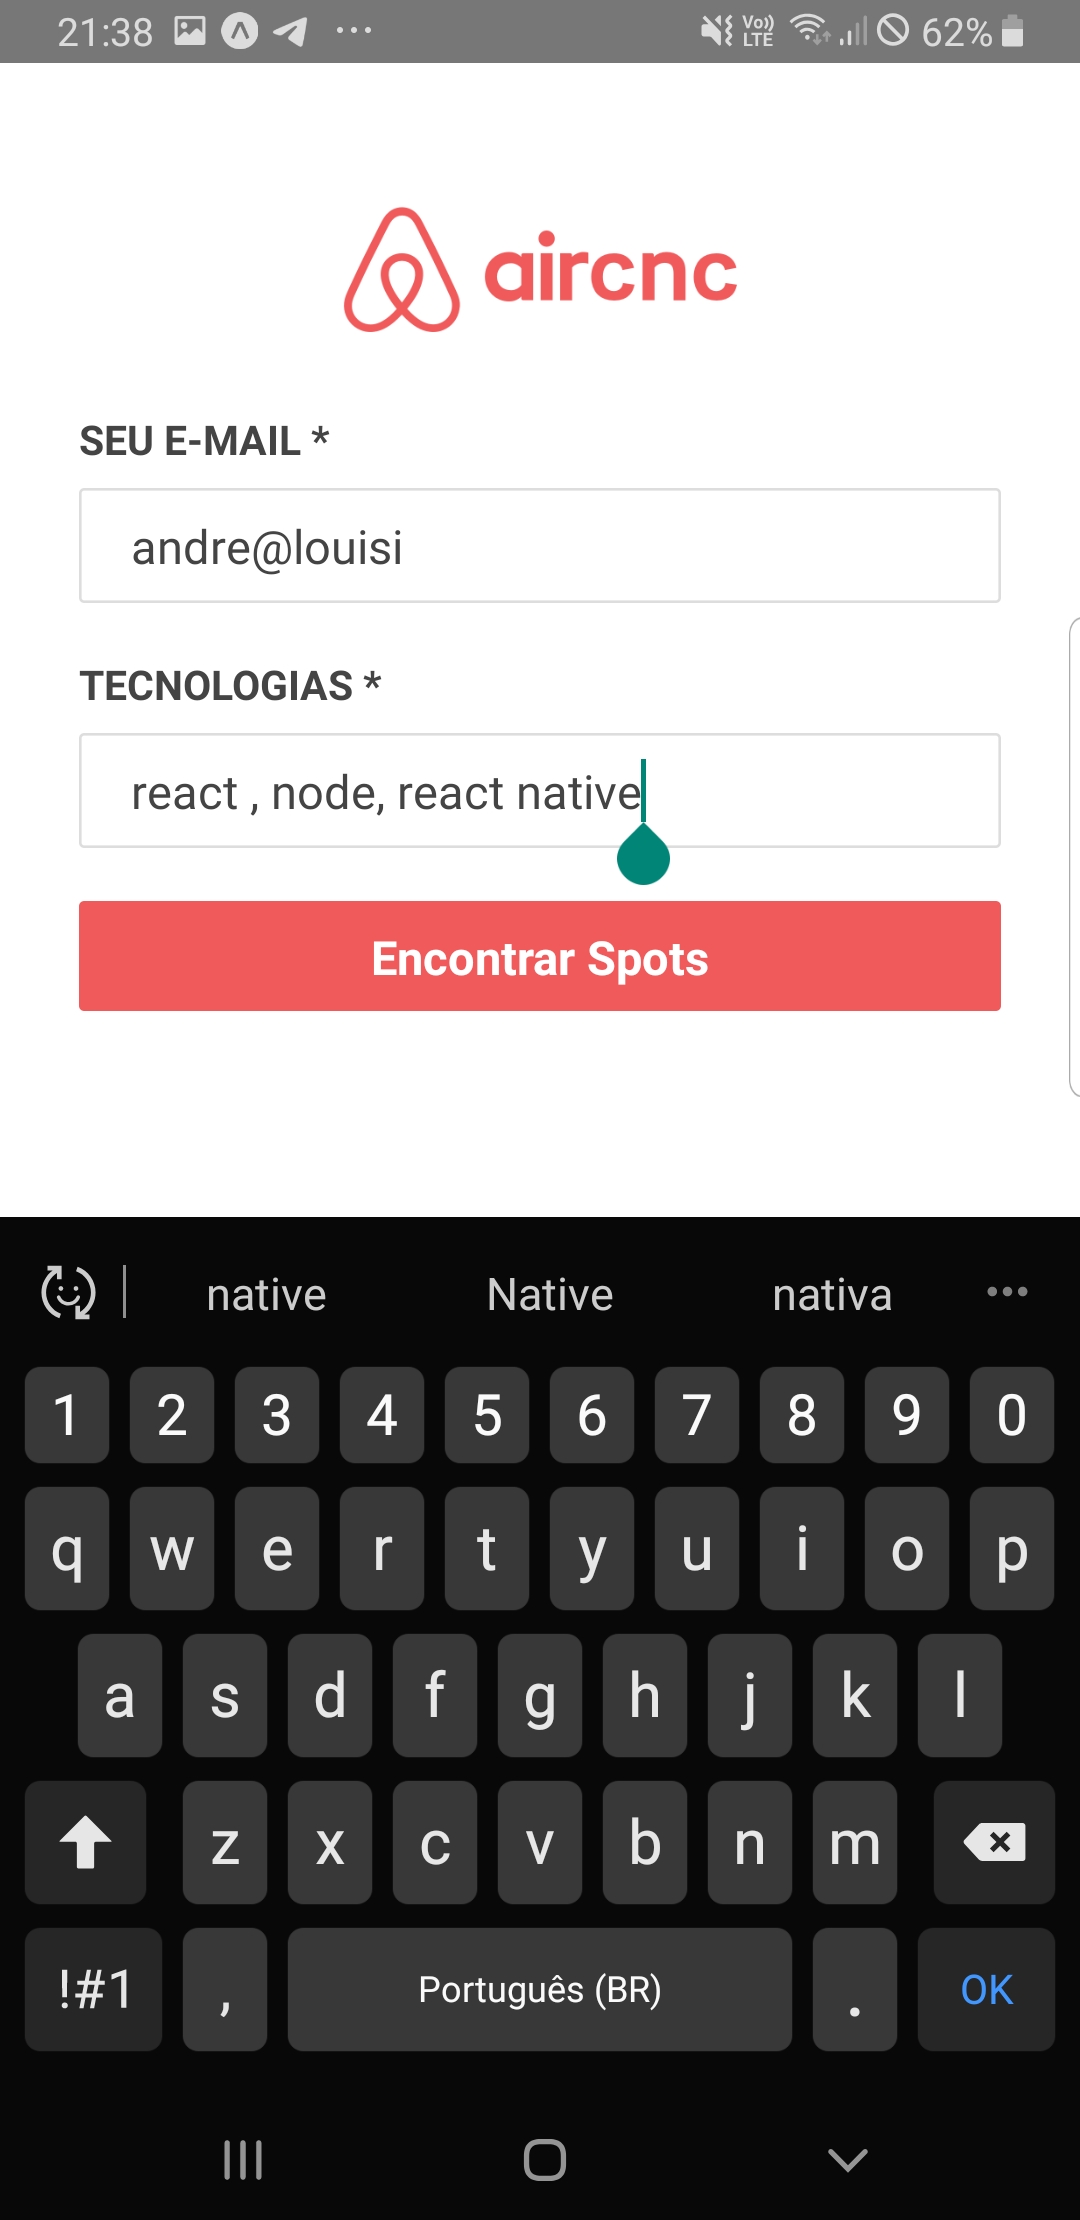 21:38 Vo)) LTE 62%
aircnc
SEU E-MAIL *
andre@louisi
TECNOLOGIAS *
react , node, react native
Encontrar Spots
native Native nativa
1 2 3 4 5 6 7 8 9 0
q w e r t y u i o p
a s d f g h j k l
z x c v b n m
!#1 , Português (BR) . OK